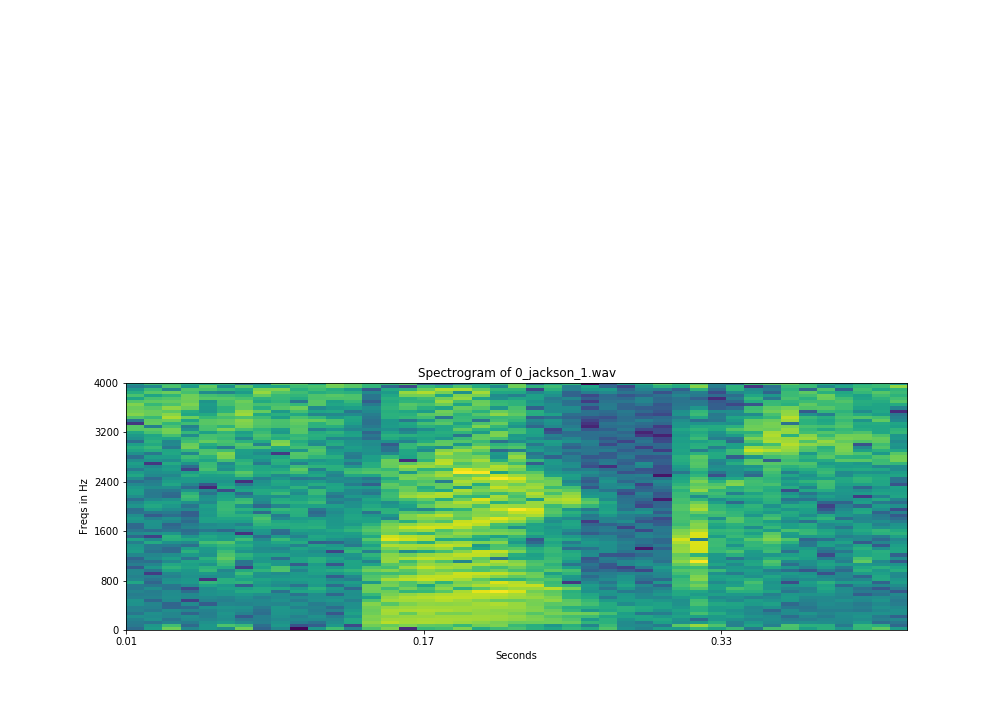 Spectrogram of 0_jackson_1.wav
4000
3200
2400
1600
800
0
Freqs in Hz
0.01 0.17 0.33
Seconds